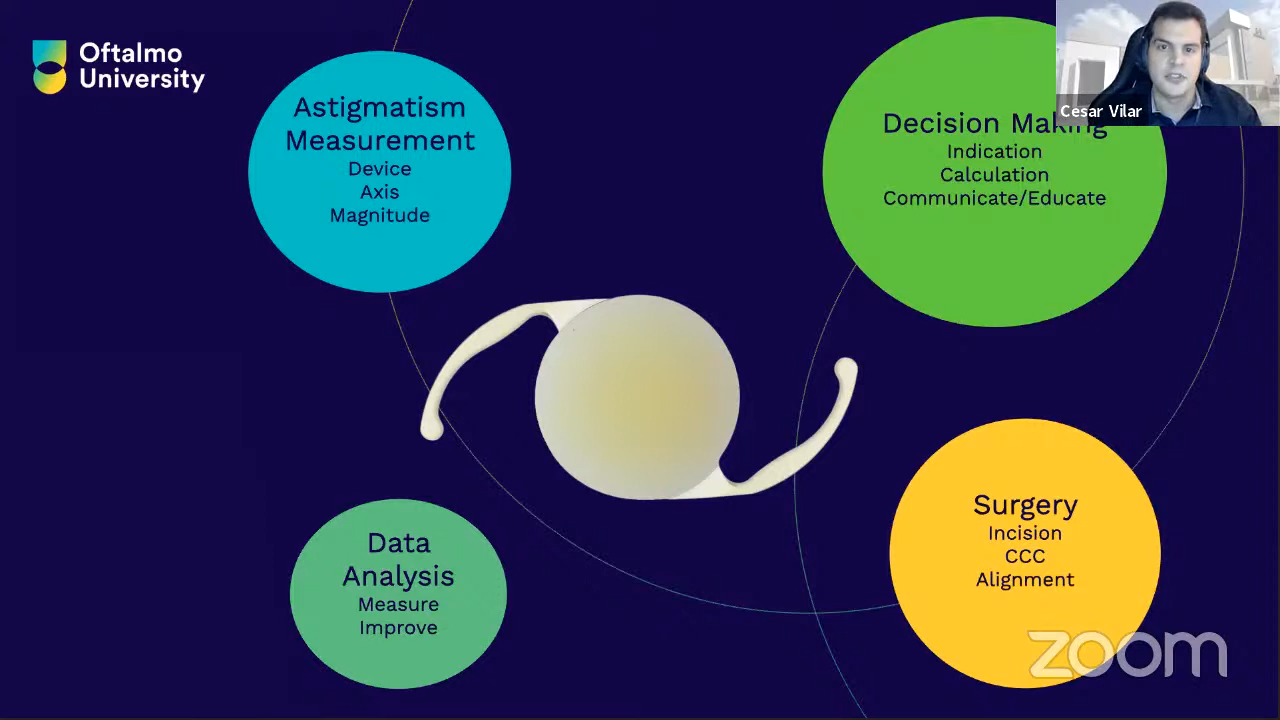 Oftalmo
University
Astigmatism
Measurement
Device
Axis
Magnitude
Decision Making
Indication
Calculation
Communicate/Educate
Cesar Vilar
Data
Analysis
Measure
Improve
Surgery
Incision
CCC
Alignment
zoom